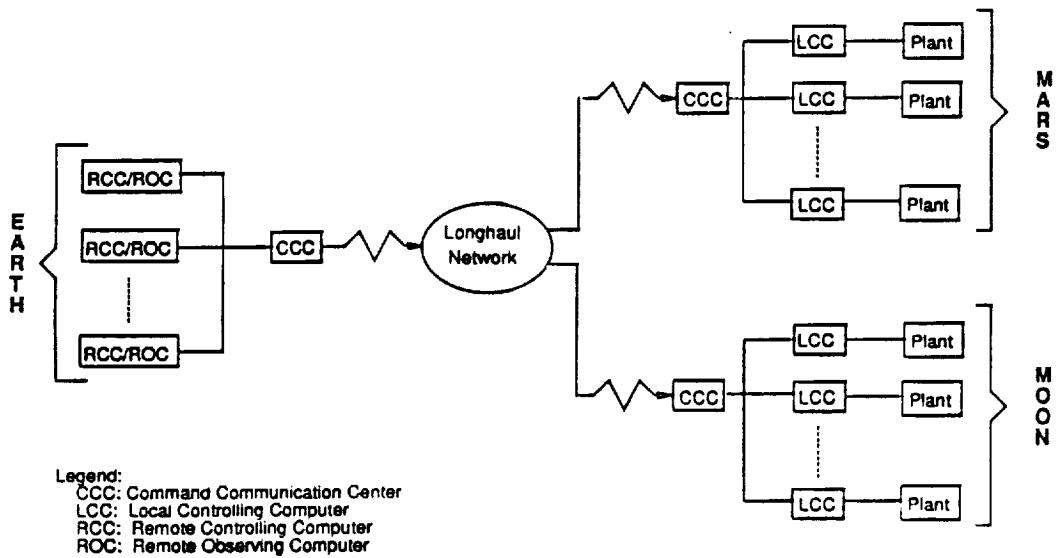 EARTH
RCC/ROC
RCC/ROC
RCC/ROC
CCC
Longhaul
Network
CCC
LCC
Plant
LCC
Plant
LCC
Plant
MARS
CCC
LCC
Plant
LCC
Plant
LCC
Plant
MOON
Legend:
CCC: Command Communication Center
LCC: Local Controlling Computer
RCC: Remote Controlling Computer
ROC: Remote Observing Computer